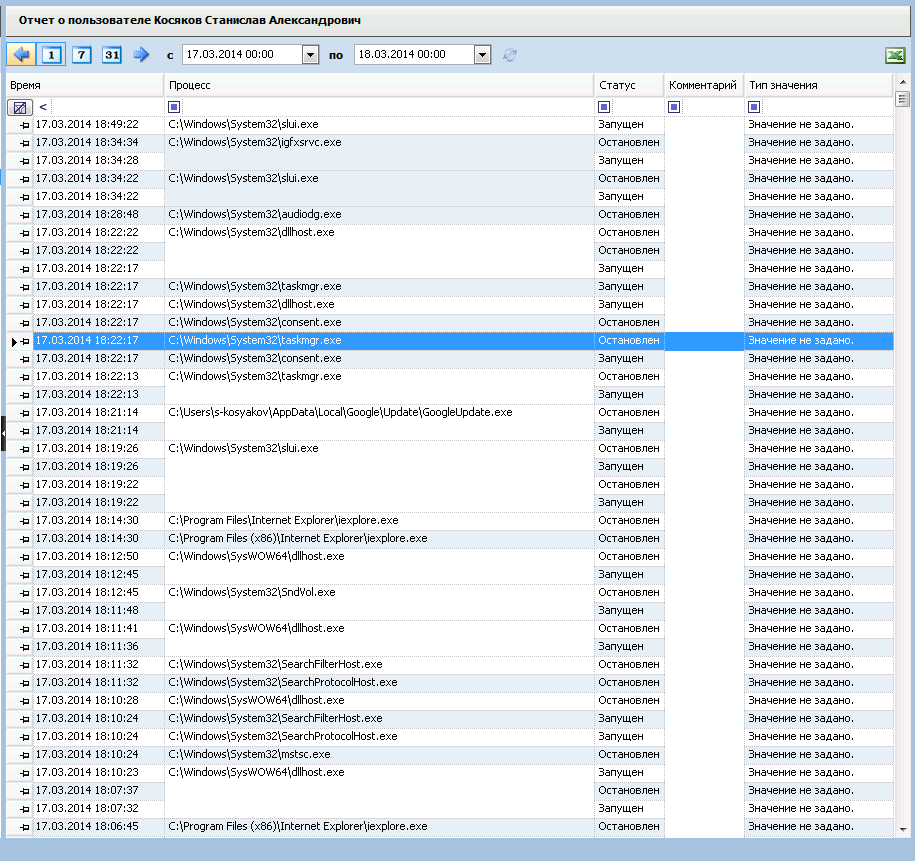 Отчет о пользователе Косяков Станислав Александрович
1 7 31 с 17.03.2014 00:00 по 18.03.2014 00:00
Время Процесс Статус Комментарий Тип значения
<
17.03.2014 18:49:22 C:\Windows\System32\slui.exe Запущен Значение не задано.
17.03.2014 18:34:34 C:\Windows\System32\igfxsrvc.exe Остановлен Значение не задано.
17.03.2014 18:34:28 Запущен Значение не задано.
17.03.2014 18:34:22 C:\Windows\System32\slui.exe Остановлен Значение не задано.
17.03.2014 18:34:22 Запущен Значение не задано.
17.03.2014 18:28:48 C:\Windows\System32\audiodg.exe Остановлен Значение не задано.
17.03.2014 18:22:22 C:\Windows\System32\dllhost.exe Остановлен Значение не задано.
17.03.2014 18:22:22 Остановлен Значение не задано.
17.03.2014 18:22:17 Запущен Значение не задано.
17.03.2014 18:22:17 C:\Windows\System32\taskmgr.exe Запущен Значение не задано.
17.03.2014 18:22:17 C:\Windows\System32\dllhost.exe Запущен Значение не задано.
17.03.2014 18:22:17 C:\Windows\System32\consent.exe Остановлен Значение не задано.
17.03.2014 18:22:17 C:\Windows\System32\taskmgr.exe Остановлен Значение не задано.
17.03.2014 18:22:17 C:\Windows\System32\consent.exe Запущен Значение не задано.
17.03.2014 18:22:13 C:\Windows\System32\taskmgr.exe Остановлен Значение не задано.
17.03.2014 18:22:13 Запущен Значение не задано.
17.03.2014 18:21:14 C:\Users\s-kosyakov\AppData\Local\Google\Update\GoogleUpdate.exe Остановлен Значение не задано.
17.03.2014 18:21:14 Запущен Значение не задано.
17.03.2014 18:19:26 C:\Windows\System32\slui.exe Остановлен Значение не задано.
17.03.2014 18:19:26 Запущен Значение не задано.
17.03.2014 18:19:22 Остановлен Значение не задано.
17.03.2014 18:19:22 Запущен Значение не задано.
17.03.2014 18:14:30 C:\Program Files\Internet Explorer\iexplore.exe Остановлен Значение не задано.
17.03.2014 18:14:30 C:\Program Files (x86)\Internet Explorer\iexplore.exe Остановлен Значение не задано.
17.03.2014 18:12:50 C:\Windows\SysWOW64\dllhost.exe Остановлен Значение не задано.
17.03.2014 18:12:45 Запущен Значение не задано.
17.03.2014 18:12:45 C:\Windows\System32\SndVol.exe Остановлен Значение не задано.
17.03.2014 18:11:48 Запущен Значение не задано.
17.03.2014 18:11:41 C:\Windows\SysWOW64\dllhost.exe Остановлен Значение не задано.
17.03.2014 18:11:36 Запущен Значение не задано.
17.03.2014 18:11:32 C:\Windows\System32\SearchFilterHost.exe Остановлен Значение не задано.
17.03.2014 18:11:32 C:\Windows\System32\SearchProtocolHost.exe Остановлен Значение не задано.
17.03.2014 18:10:28 C:\Windows\SysWOW64\dllhost.exe Остановлен Значение не задано.
17.03.2014 18:10:24 C:\Windows\System32\SearchFilterHost.exe Запущен Значение не задано.
17.03.2014 18:10:24 C:\Windows\System32\SearchProtocolHost.exe Запущен Значение не задано.
17.03.2014 18:10:24 C:\Windows\System32\mstsc.exe Остановлен Значение не задано.
17.03.2014 18:10:23 C:\Windows\SysWOW64\dllhost.exe Запущен Значение не задано.
17.03.2014 18:07:37 Остановлен Значение не задано.
17.03.2014 18:07:32 Запущен Значение не задано.
17.03.2014 18:06:45 C:\Program Files (x86)\Internet Explorer\iexplore.exe Остановлен Значение не задано.